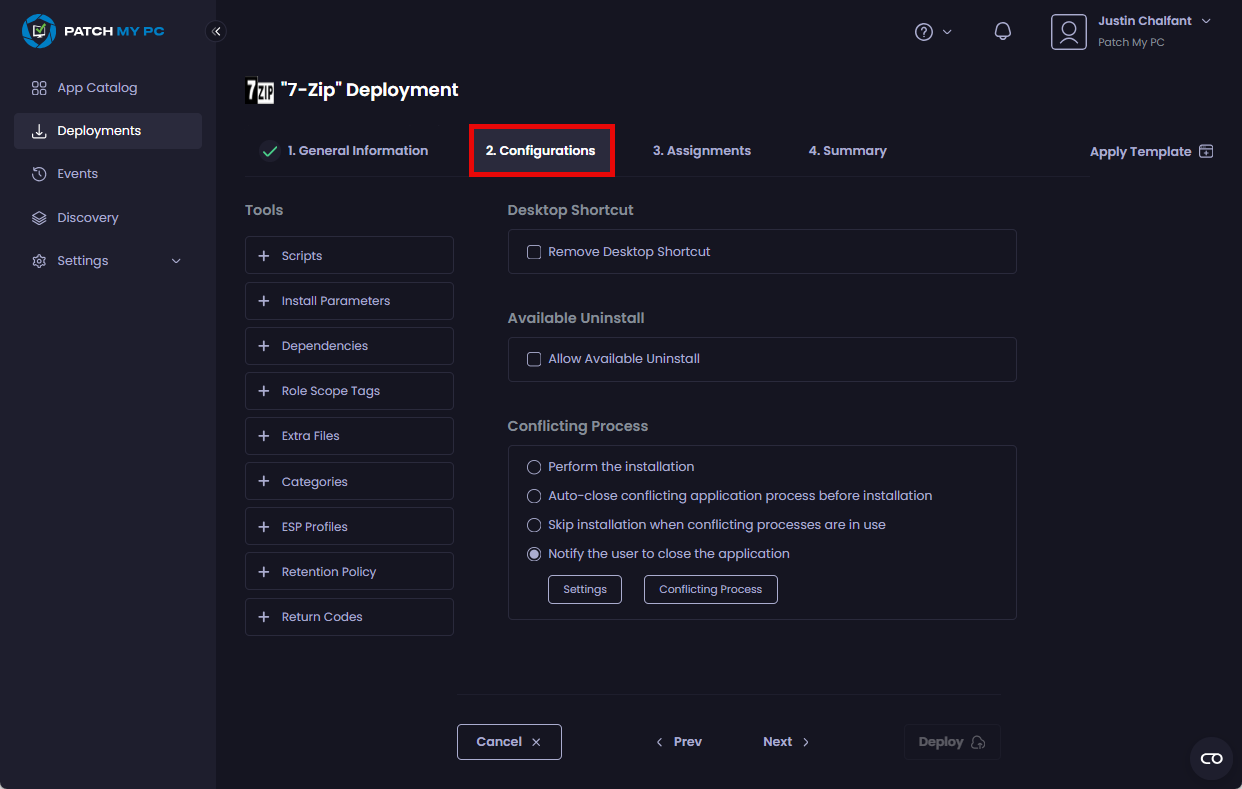 PATCH MY PC
Justin Chalfant
Patch My PC
App Catalog
Deployments
Events
Discovery
Settings
7ZIP "7-Zip" Deployment
1. General Information
2. Configurations
3. Assignments
4. Summary
Apply Template
Tools
Scripts
Install Parameters
Dependencies
Role Scope Tags
Extra Files
Categories
ESP Profiles
Retention Policy
Return Codes
Desktop Shortcut
Remove Desktop Shortcut
Available Uninstall
Allow Available Uninstall
Conflicting Process
Perform the installation
Auto-close conflicting application process before installation
Skip installation when conflicting processes are in use
Notify the user to close the application
Settings
Conflicting Process
Cancel
Prev
Next
Deploy